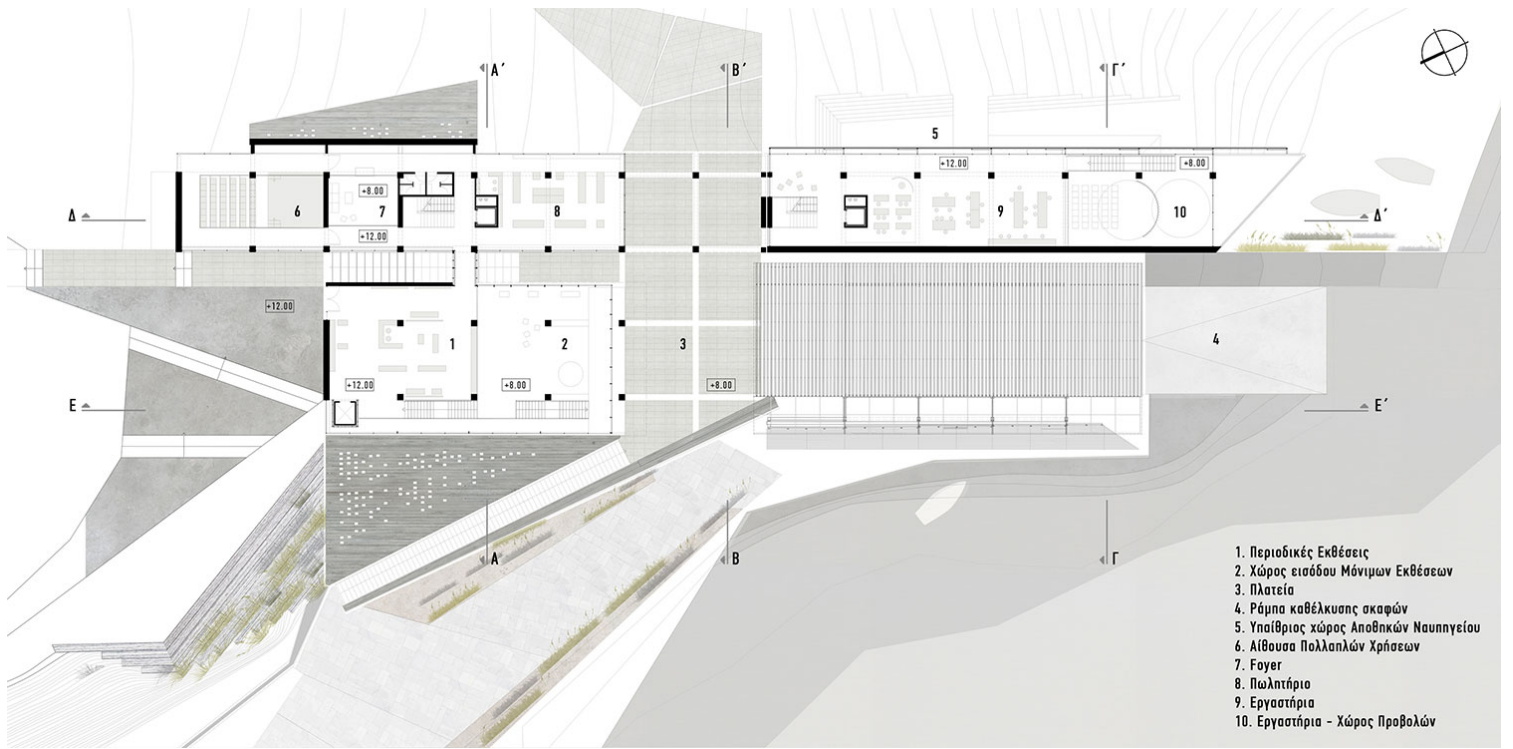 Α΄
Β΄
Γ΄
5
+12.00
+8.00
+8.00
Δ
6
7
8
9
10
Δ΄
+12.00
+12.00
1
2
3
4
+12.00
+8.00
+8.00
Ε
Ε΄
Α
Β
Γ
1. Περιοδικές Εκθέσεις
2. Χώρος εισόδου Μόνιμων Εκθέσεων
3. Πλατεία
4. Ράμπα καθέλκυσης σκαφών
5. Υπαίθριος χώρος Αποθηκών Ναυπηγείου
6. Αίθουσα Πολλαπλών Χρήσεων
7. Foyer
8. Πωλητήριο
9. Εργαστήρια
10. Εργαστήρια - Χώρος Προβολών